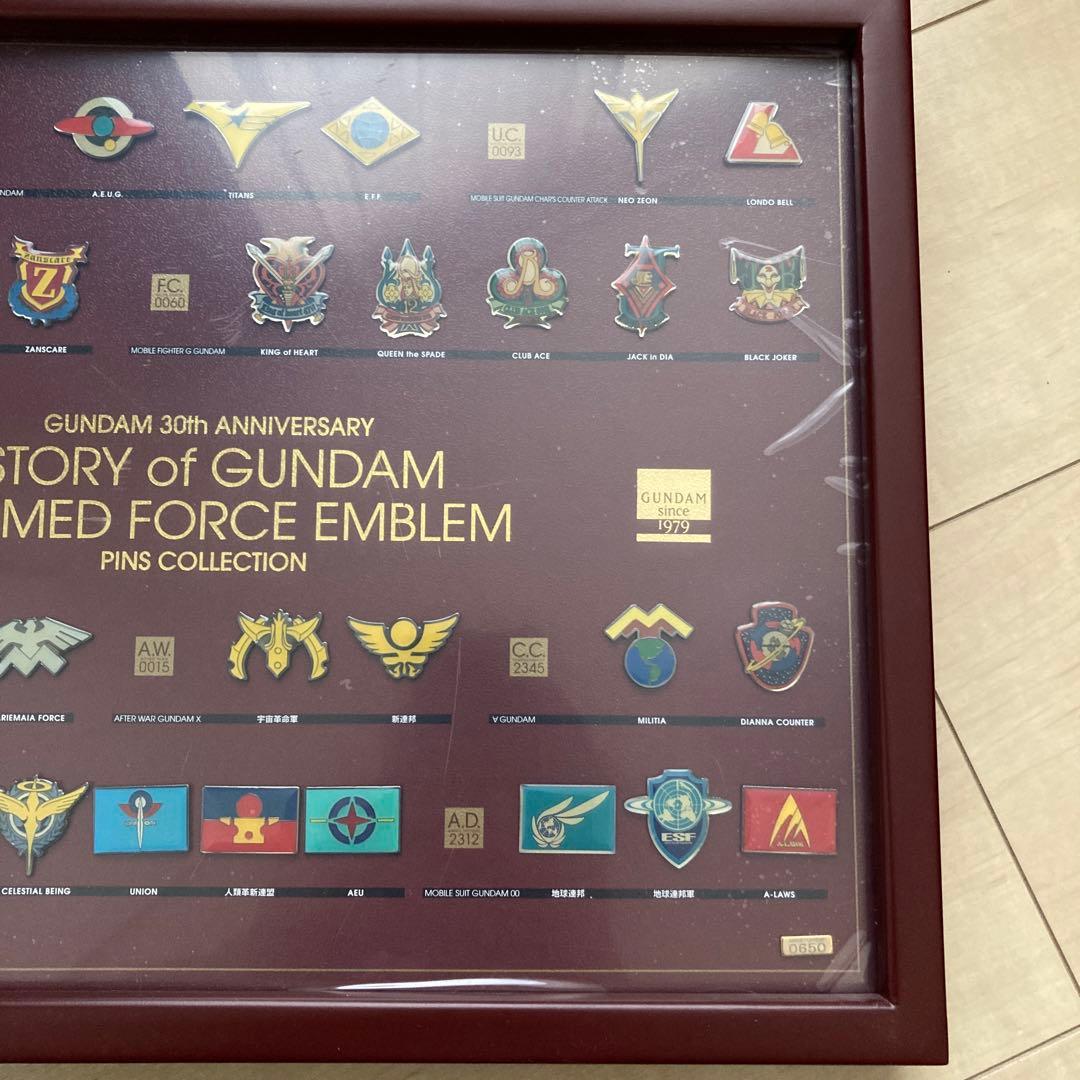 U.C.
0093
NDAM
A.E.U.G.
TITANS
E.F.F.
MOBILE SUIT GUNDAM CHAR'S COUNTER ATTACK
NEO ZEON
LONDO BELL
Zanscare
Z
F.C.
0060
ZANSCARE
MOBILE FIGHTER G GUNDAM
KING of HEART
QUEEN the SPADE
CLUB ACE
JACK in DIA
BLACK JOKER
GUNDAM 30th ANNIVERSARY
STORY of GUNDAM
MED FORCE EMBLEM
PINS COLLECTION
GUNDAM
since
1979
A.W.
0015
C.C.
2345
RIEMAIA FORCE
AFTER WAR GUNDAM X
宇宙革命軍
新連邦
∀ GUNDAM
MILITIA
DIANNA COUNTER
A.D.
2312
ESF
A-LAWS
CELESTIAL BEING
UNION
人類革新連盟
AEU
MOBILE SUIT GUNDAM 00
地球連邦
地球連邦軍
A-LAWS
0650